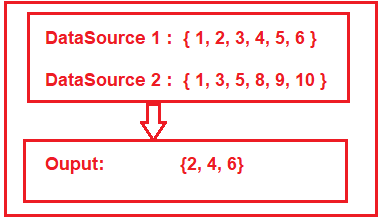 DataSource 1 : { 1, 2, 3, 4, 5, 6 }
DataSource 2 : { 1, 3, 5, 8, 9, 10 }
Ouput: {2, 4, 6}